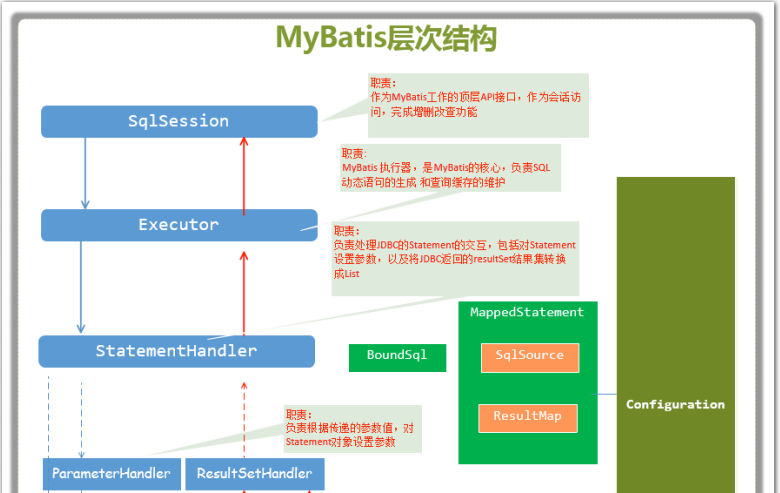 MyBatis层次结构
职责：
作为MyBatis工作的顶层API接口，作为会话访
问，完成增删改查功能
SqlSession
职责:
MyBatis 执行器，是MyBatis的核心，负责SQL
动态语句的生成 和查询缓存的维护
Executor
职责：
负责处理JDBC的Statement的交互，包括对Statement
设置参数，以及将JDBC返回的resultSet结果集转换
成List
MappedStatement
StatementHandler
BoundSql
SqlSource
Configuration
ResultMap
职责：
负责根据传递的参数值，对
Statement对象设置参数
ParameterHandler
ResultSetHandler